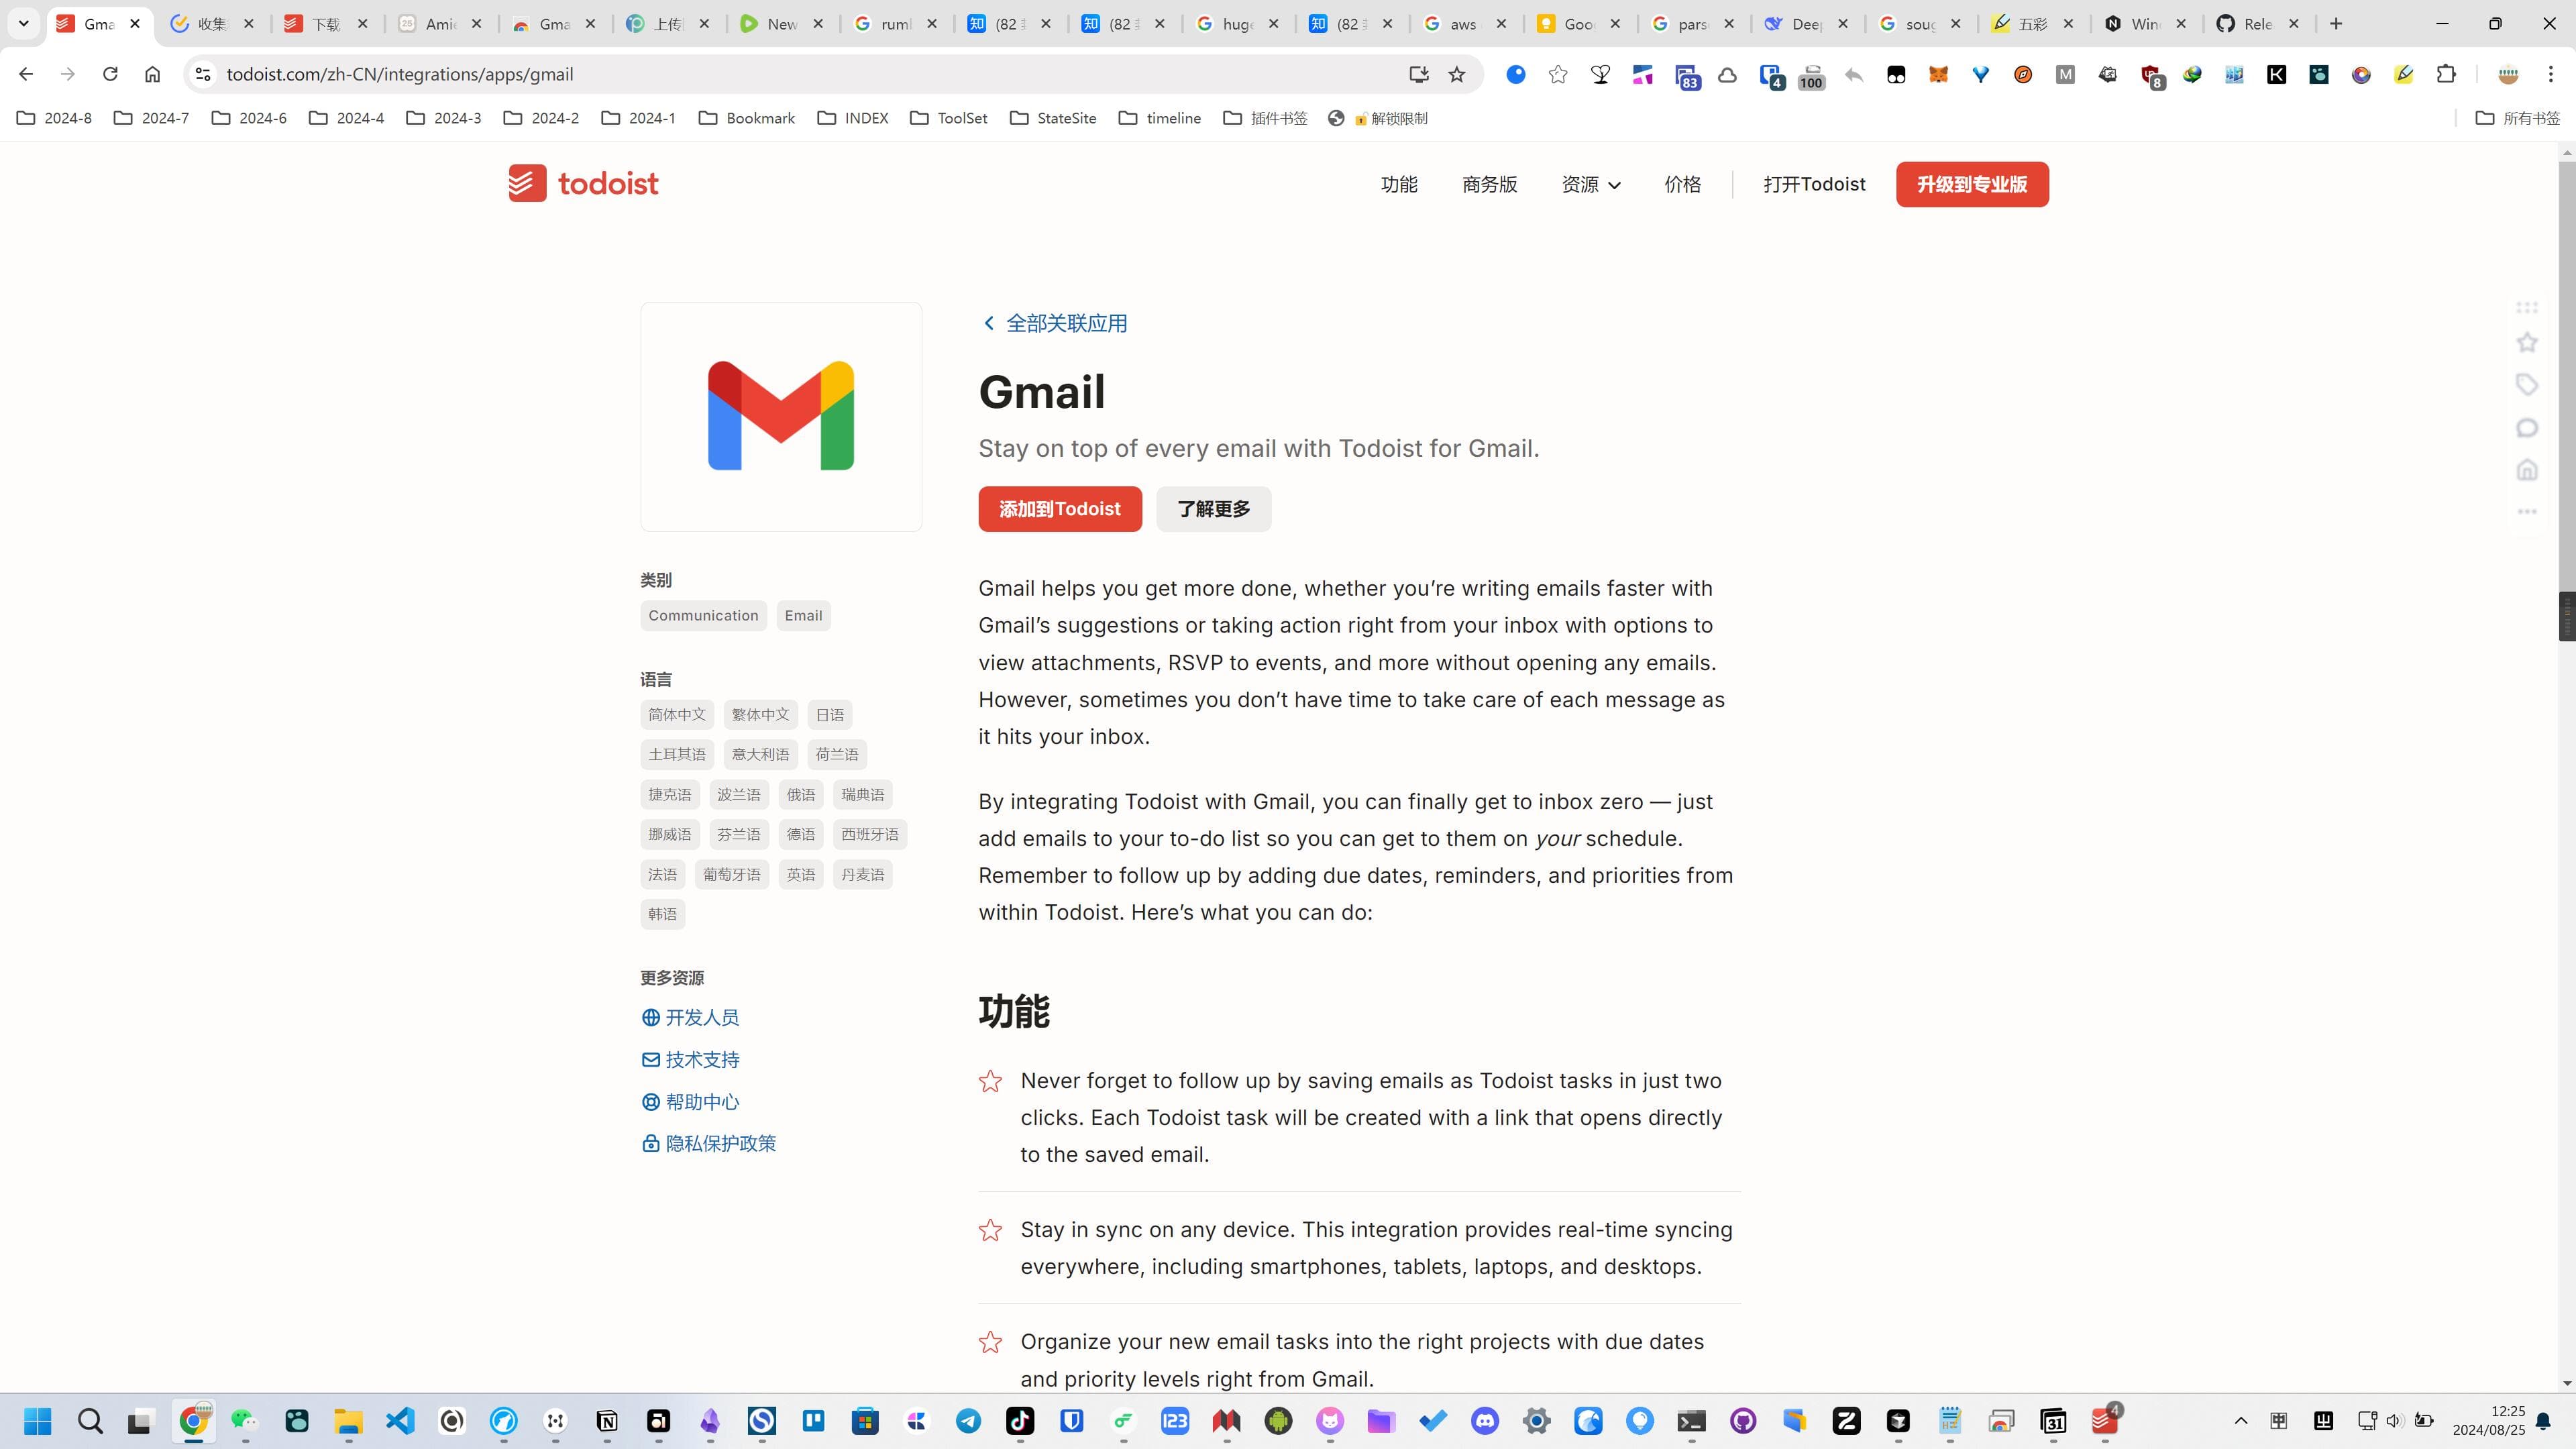 Gma
收集
下载
Amie
Gma
上传
New
rumb
(82
(82
huge
(82
aws
Goo
pars
Deep
soug
五彩
Win
Rele
todoist.com/zh-CN/integrations/apps/gmail
83
4
100
8
2024-8
2024-7
2024-6
2024-4
2024-3
2024-2
2024-1
Bookmark
INDEX
ToolSet
StateSite
timeline
插件书签
解锁限制
所有书签
todoist
功能
商务版
资源
价格
打开Todoist
升级到专业版
全部关联应用
Gmail
Stay on top of every email with Todoist for Gmail.
添加到Todoist
了解更多
类别
Communication
Email
语言
简体中文 繁体中文 日语
土耳其语 意大利语 荷兰语
捷克语 波兰语 俄语 瑞典语
挪威语 芬兰语 德语 西班牙语
法语 葡萄牙语 英语 丹麦语
韩语
更多资源
开发人员
技术支持
帮助中心
隐私保护政策
Gmail helps you get more done, whether you’re writing emails faster with
Gmail’s suggestions or taking action right from your inbox with options to
view attachments, RSVP to events, and more without opening any emails.
However, sometimes you don’t have time to take care of each message as
it hits your inbox.
By integrating Todoist with Gmail, you can finally get to inbox zero — just
add emails to your to-do list so you can get to them on your schedule.
Remember to follow up by adding due dates, reminders, and priorities from
within Todoist. Here’s what you can do:
功能
Never forget to follow up by saving emails as Todoist tasks in just two
clicks. Each Todoist task will be created with a link that opens directly
to the saved email.
Stay in sync on any device. This integration provides real-time syncing
everywhere, including smartphones, tablets, laptops, and desktops.
Organize your new email tasks into the right projects with due dates
and priority levels right from Gmail.
123
31
4
12:25
2024/08/25